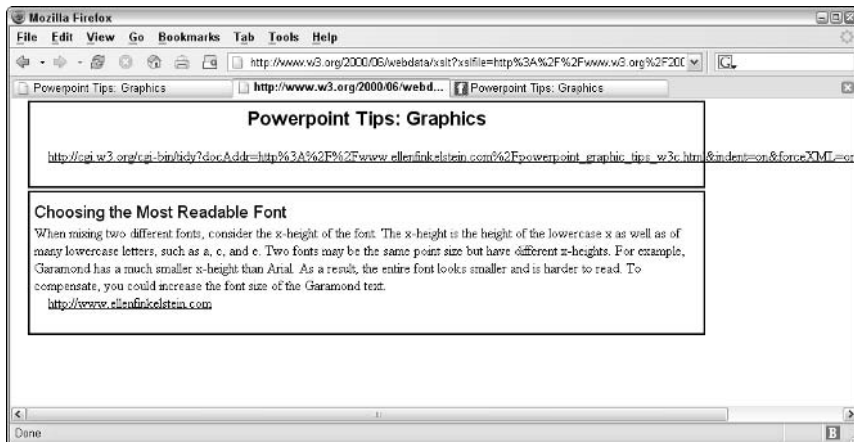 Mozilla Firefox
File Edit View Go Bookmarks Tab Tools Help
http://www.w3.org/2000/06/webdata/xslt?xslfile=http%3A%2F%2Fwww.w3.org%2F200
G
Powerpoint Tips: Graphics
http://www.w3.org/2000/06/webd...
Powerpoint Tips: Graphics
Powerpoint Tips: Graphics
http://cgi.w3.org/cgi-bin/tidy?docAddr=http%3A%2F%2Fwww.ellenfinkelstein.com%2Fpowerpoint_graphic_tips_w3c.html&indent=on&forceXML=on
Choosing the Most Readable Font
When mixing two different fonts, consider the x-height of the font. The x-height is the height of the lowercase x as well as of
many lowercase letters, such as a, c, and e. Two fonts may be the same point size but have different x-heights. For example,
Garamond has a much smaller x-height than Arial. As a result, the entire font looks smaller and is harder to read. To
compensate, you could increase the font size of the Garamond text.
http://www.ellenfinkelstein.com
Done
B